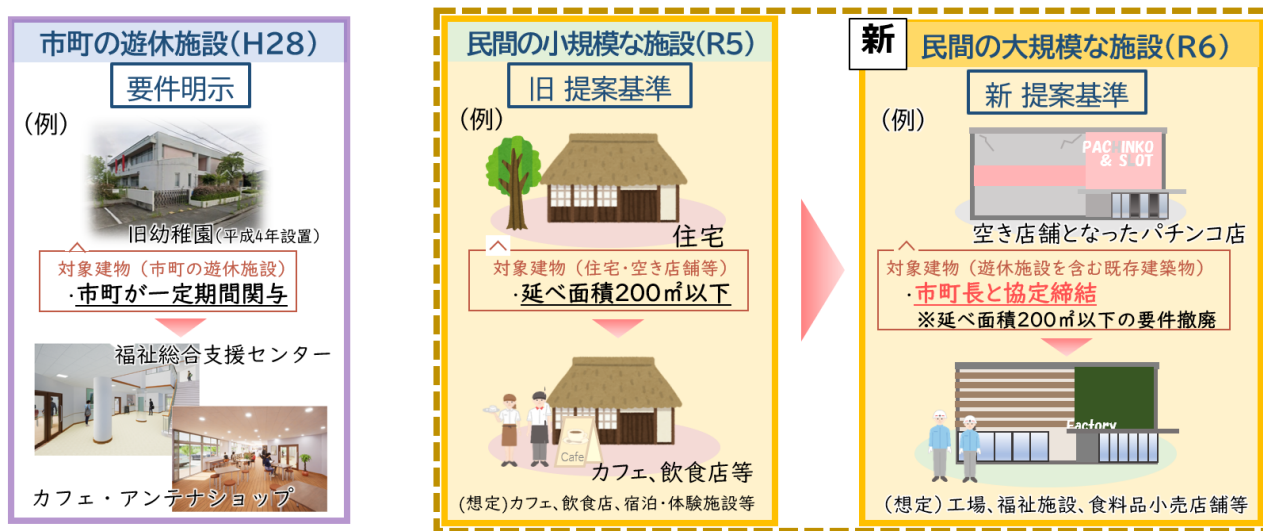 市町の遊休施設(H28)
要件明示
(例)
旧幼稚園(平成4年設置)
対象建物(市町の遊休施設)
・市町が一定期間関与
福祉総合支援センター
カフェ・アンテナショップ
民間の小規模な施設(R5)
旧 提案基準
(例)
住宅
対象建物(住宅・空き店舗等)
・延べ面積200㎡以下
Cafe
カフェ、飲食店等
(想定)カフェ、飲食店、宿泊・体験施設等
新
民間の大規模な施設(R6)
新 提案基準
(例)
PACHINKO
& SLOT
空き店舗となったパチンコ店
対象建物(遊休施設を含む既存建築物)
・市町長と協定締結
※延べ面積200㎡以下の要件撤廃
Factory
(想定)工場、福祉施設、食料品小売店舗等